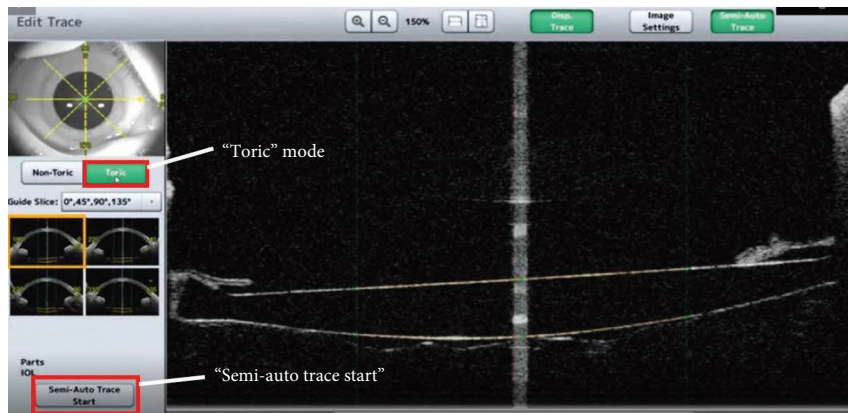 Edit Trace
150%
Disp.
Trace
Image
Settings
Semi-Auto
Trace
“Toric” mode
Non-Toric
Toric
Guide Slice:
0°,45°,90°,135°
Parts
IOL
“Semi-auto trace start”
Semi-Auto Trace
Start